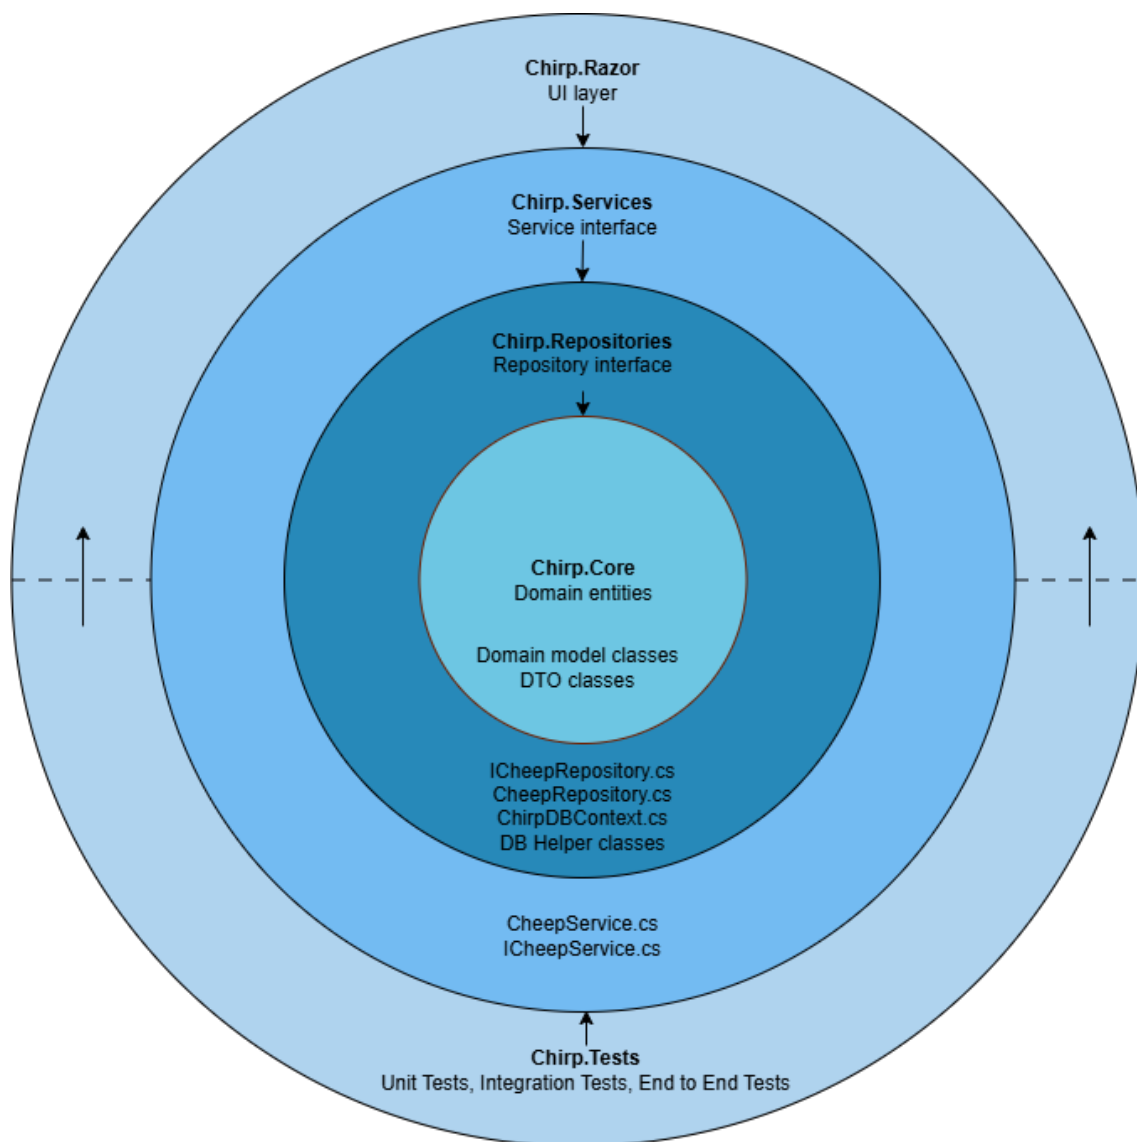 Chirp.Razor
UI layer
Chirp.Services
Service interface
Chirp.Repositories
Repository interface
Chirp.Core
Domain entities
Domain model classes
DTO classes
ICheepRepository.cs
CheepRepository.cs
ChirpDBContext.cs
DB Helper classes
CheepService.cs
ICheepService.cs
Chirp.Tests
Unit Tests, Integration Tests, End to End Tests